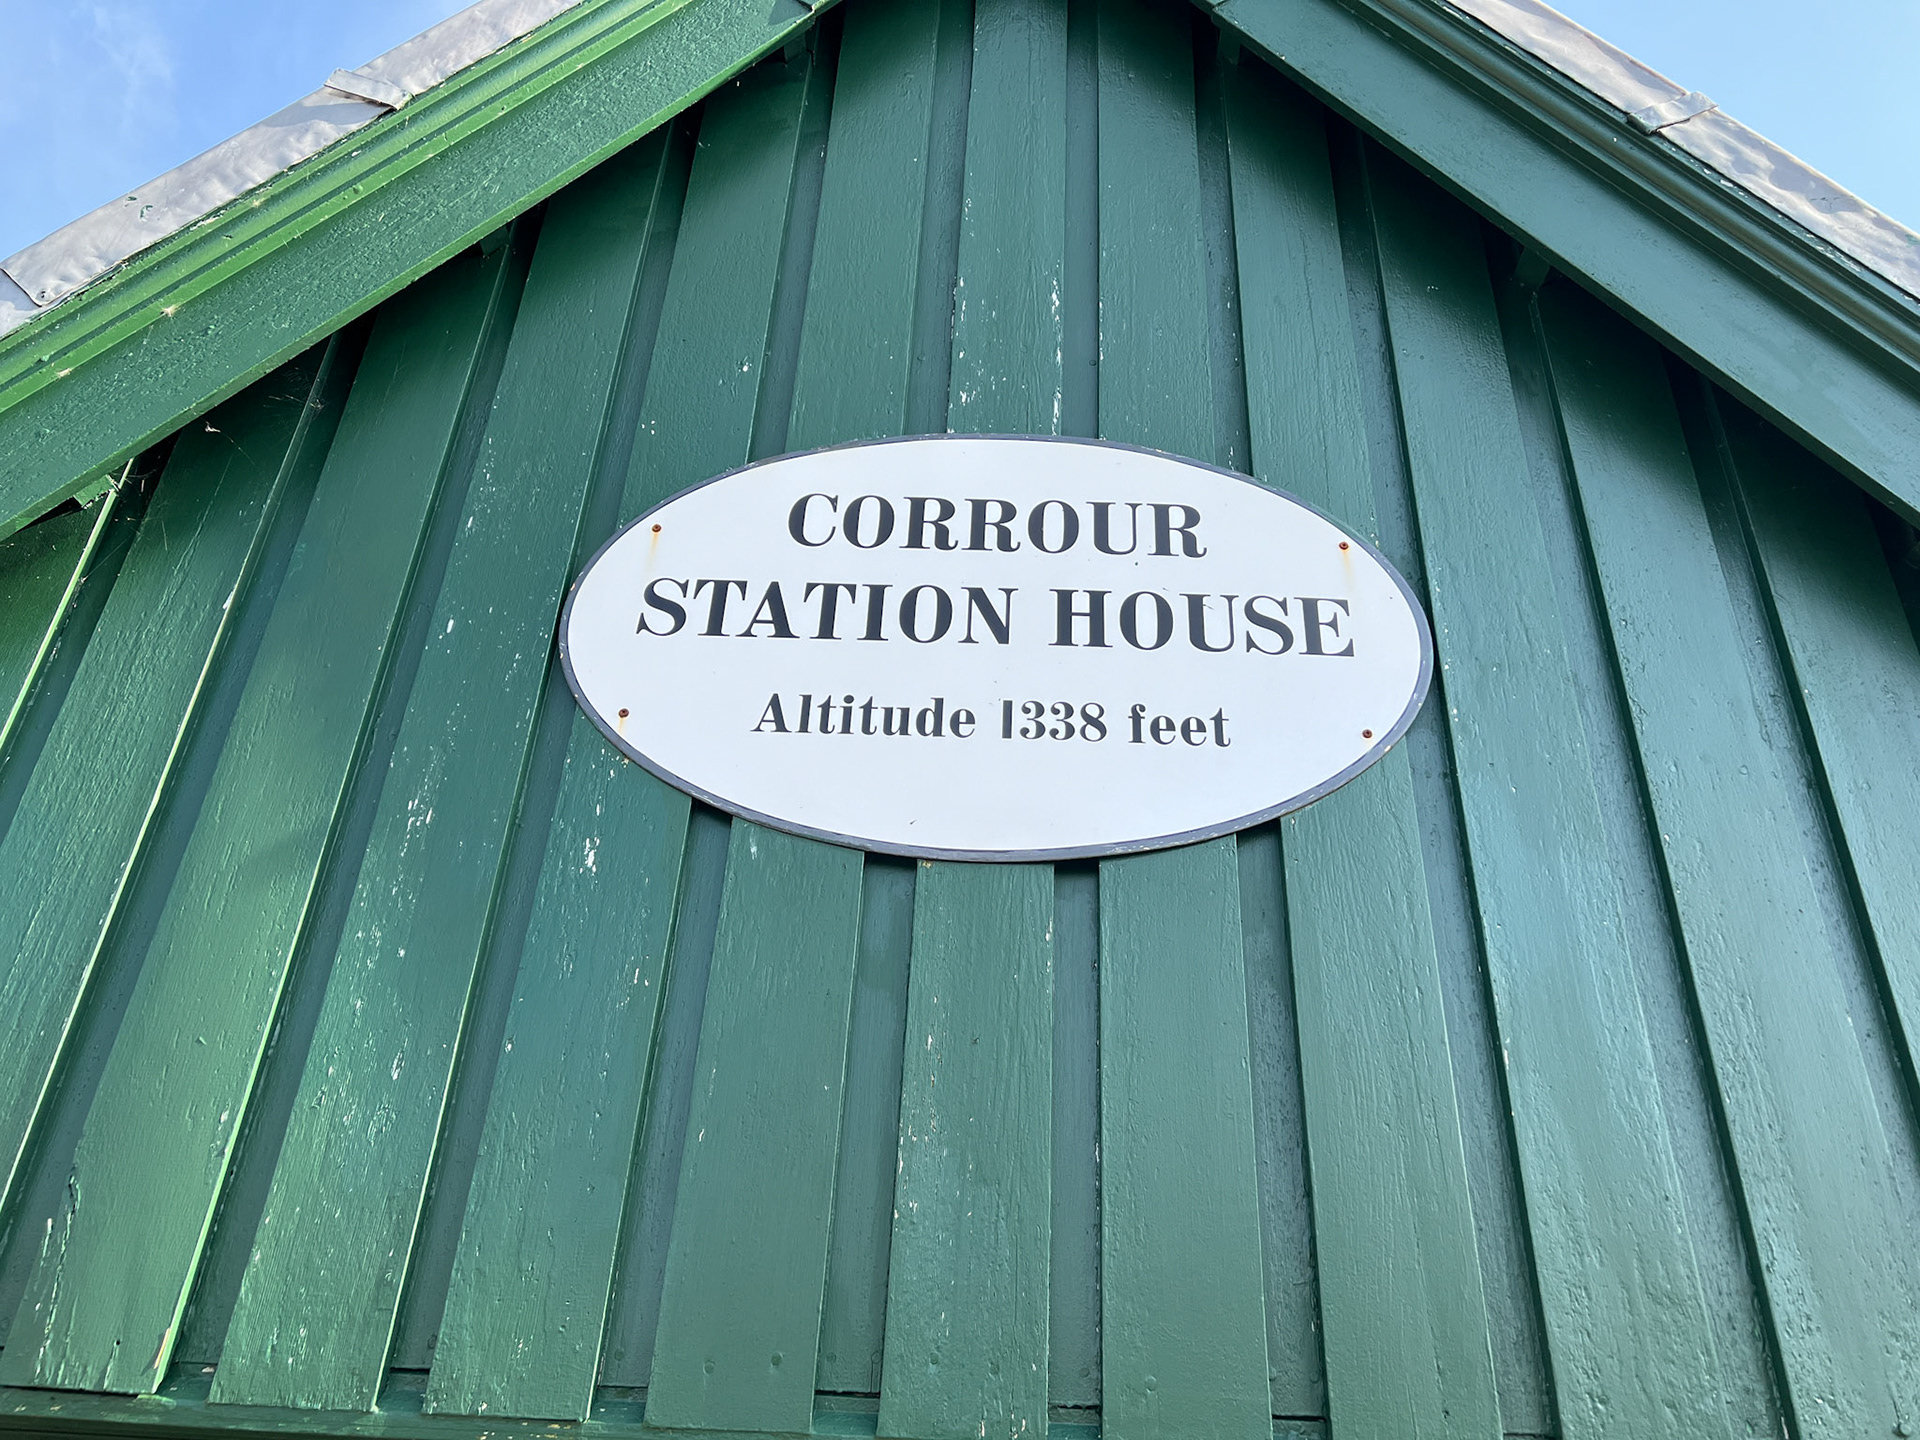 CORROUR
STATION HOUSE
Altitude 1338 feet